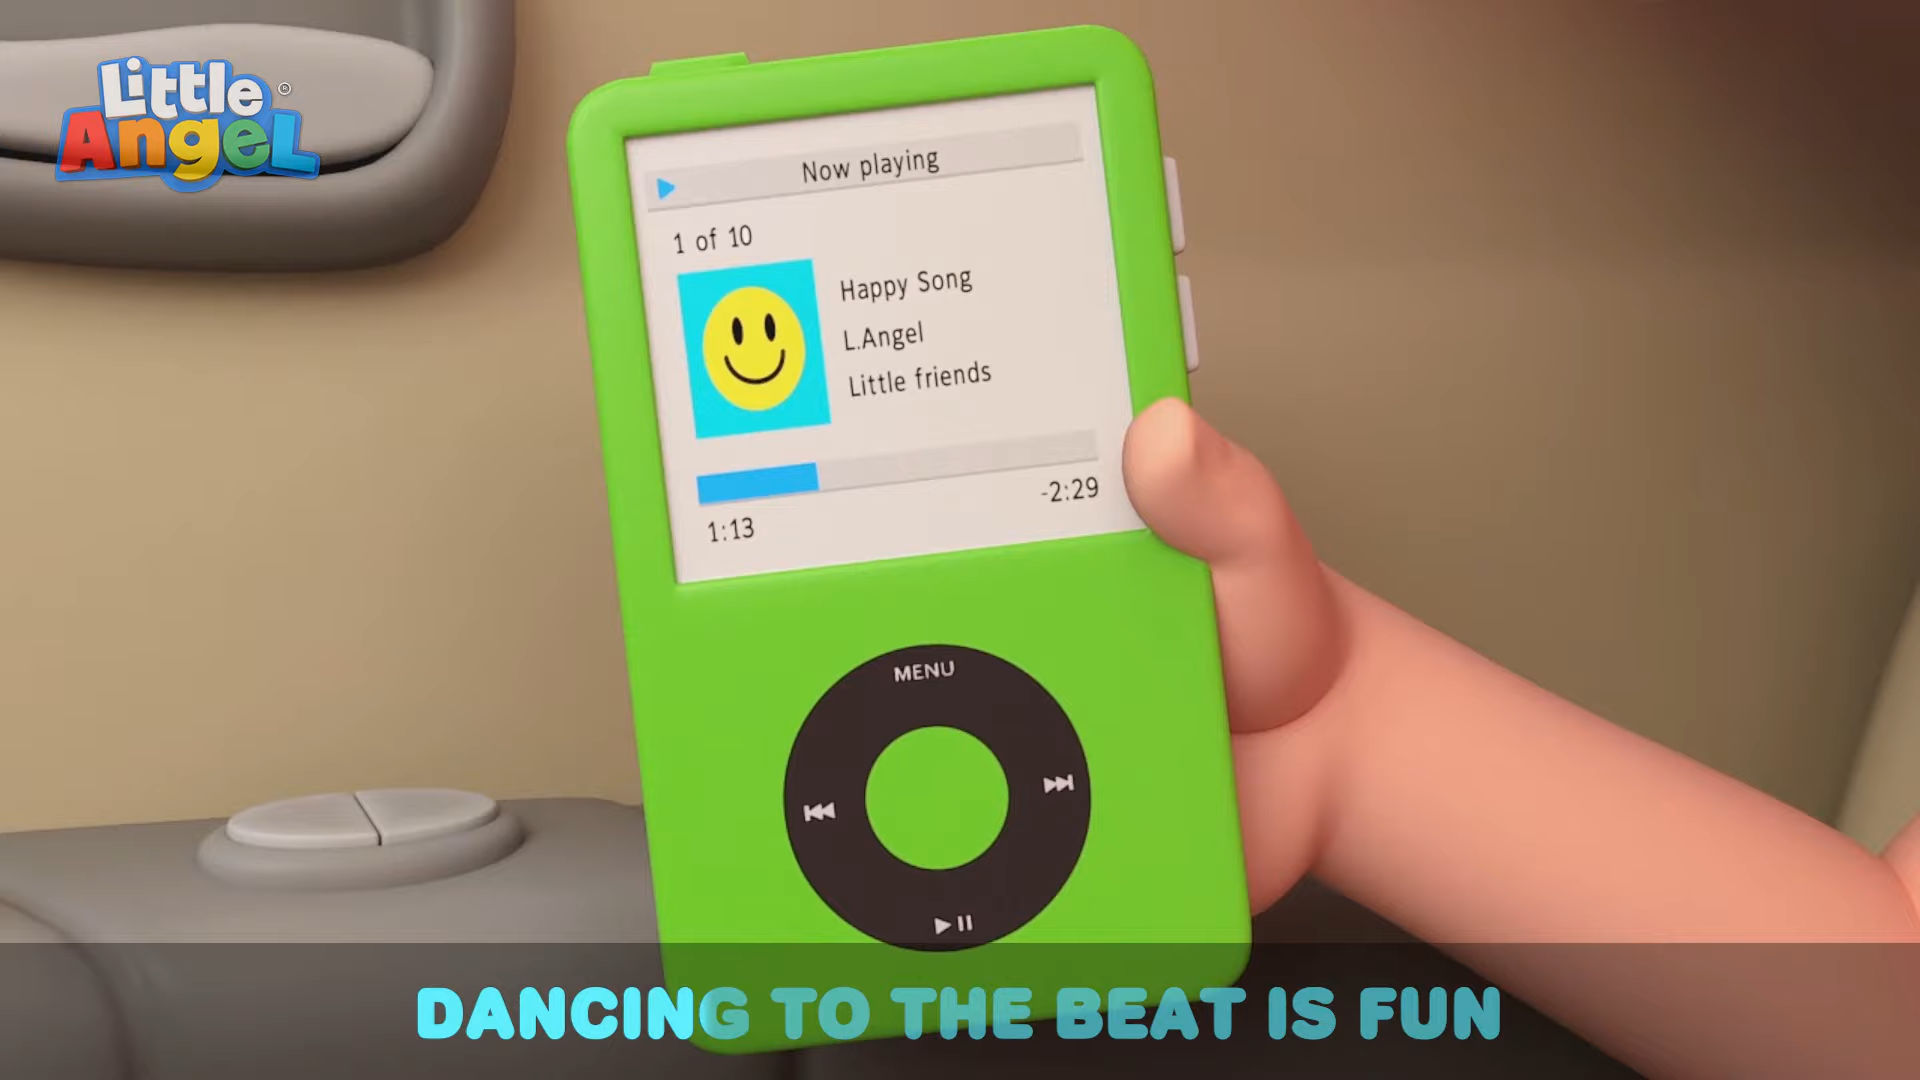 Little
Angel
®
Now playing
1 of 10
Happy Song
L.Angel
Little friends
1:13
-2:29
MENU
DANCING TO THE BEAT IS FUN